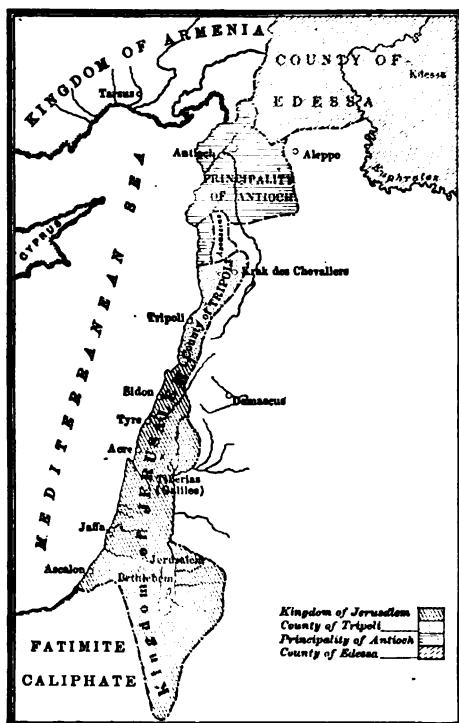 KINGDOM OF ARMENIA
COUNTY OF
EDESSA
Edessa
Tarsus
Antioch
Aleppo
Euphrates
PRINCIPALITY
OF ANTIOCH
CYPRUS
MEDITERRANEAN SEA
Krak des Chevaliers
County of TRIPOLI
Tripoli
Sidon
Damascus
Tyre
Acre
Tiberias
(Galilee)
Jaffa
Jerusalem
Ascalon
Bethlehem
Kingdom of JERUSALEM
FATIMITE
CALIPHATE
Kingdom of Jerusalem
County of Tripoli
Principality of Antioch
County of Edessa